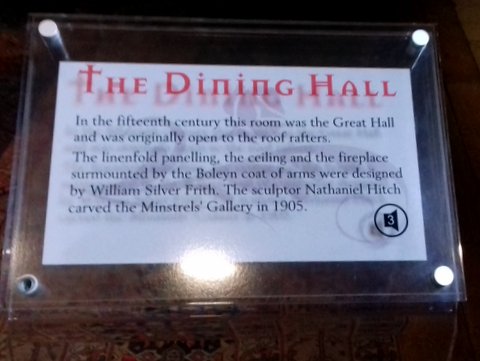 The Dining Hall
In the fifteenth century this room was the Great Hall
and was originally open to the roof rafters.
The linenfold panelling, the ceiling and the fireplace
surmounted by the Boleyn coat of arms were designed
by William Silver Frith. The sculptor Nathaniel Hitch
carved the Minstrels' Gallery in 1905.
3